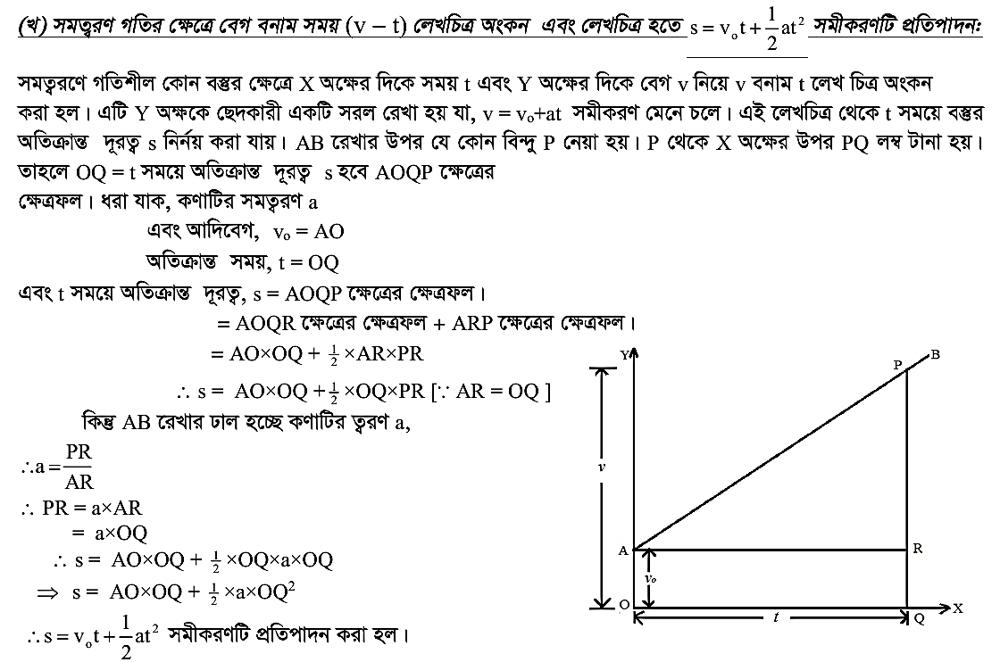 (খ) সমত্বরণ গতির ক্ষেত্রে বেগ বনাম সময় (v – t) লেখচিত্র অংকন এবং লেখচিত্র হতে s = v₀t + 1/2 at² সমীকরণটি প্রতিপাদন:
সমত্বরণে গতিশীল কোন বস্তুর ক্ষেত্রে X অক্ষের দিকে সময় t এবং Y অক্ষের দিকে বেগ v নিয়ে v বনাম t লেখ চিত্র অংকন
করা হল। এটি Y অক্ষকে ছেদকারী একটি সরল রেখা হয় যা, v = v₀+at সমীকরণ মেনে চলে। এই লেখচিত্র থেকে t সময়ে বস্তুর
অতিক্রান্ত দূরত্ব s নির্নয় করা যায়। AB রেখার উপর যে কোন বিন্দু P নেয়া হয়। P থেকে X অক্ষের উপর PQ লম্ব টানা হয়।
তাহলে OQ = t সময়ে অতিক্রান্ত দূরত্ব s হবে AOQP ক্ষেত্রের
ক্ষেত্রফল। ধরা যাক, কণাটির সমত্বরণ a
এবং আদিবেগ, v₀ = AO
অতিক্রান্ত সময়, t = OQ
এবং t সময়ে অতিক্রান্ত দূরত্ব, s = AOQP ক্ষেত্রের ক্ষেত্রফল।
= AOQR ক্ষেত্রের ক্ষেত্রফল + ARP ক্ষেত্রের ক্ষেত্রফল।
= AO×OQ + 1/2 ×AR×PR
∴ s = AO×OQ + 1/2 ×OQ×PR [∵ AR = OQ ]
কিন্তু AB রেখার ঢাল হচ্ছে কণাটির ত্বরণ a,
∴ a = PR/AR
∴ PR = a×AR
= a×OQ
∴ s = AO×OQ + 1/2 ×OQ×a×OQ
⇒ s = AO×OQ + 1/2 ×a×OQ²
∴ s = v₀t + 1/2 at² সমীকরণটি প্রতিপাদন করা হল।
Y
P
B
v
A
R
v₀
O
t
Q
X